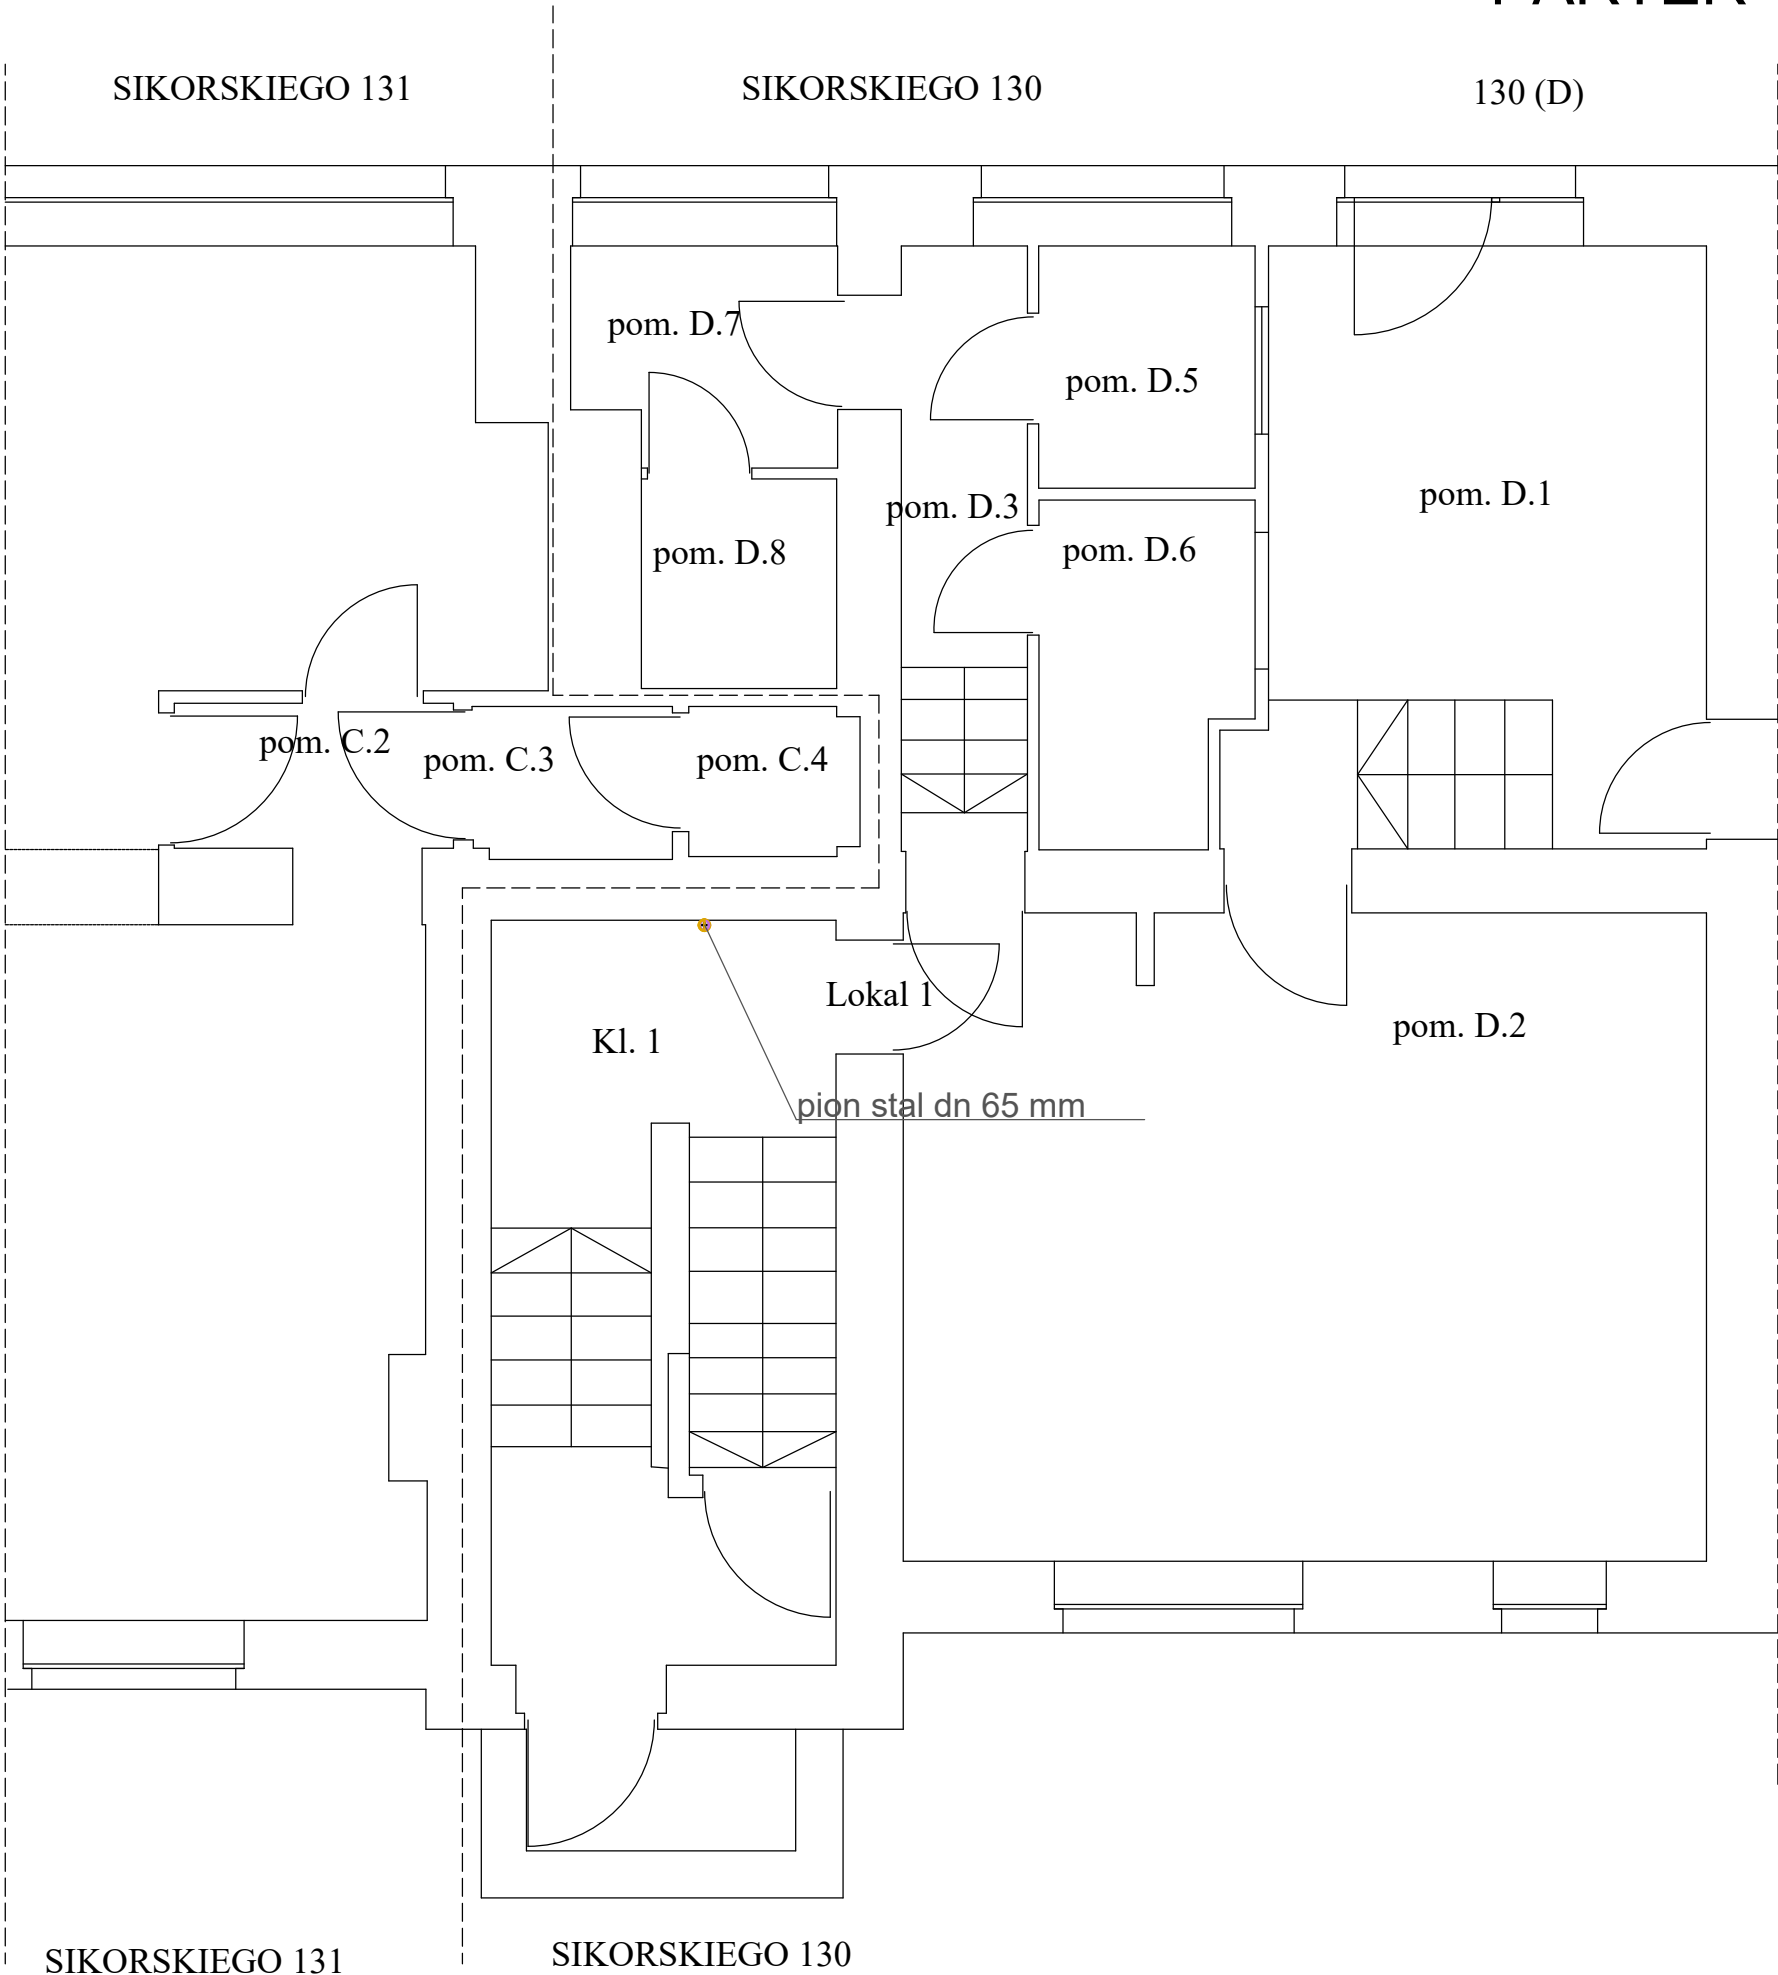 SIKORSKIEGO 131
SIKORSKIEGO 130
130 (D)
pom. D.7
pom. D.5
pom. D.1
pom. D.3
pom. D.8
pom. D.6
pom. C.2
pom. C.3
pom. C.4
Lokal 1
Kl. 1
pom. D.2
pion stal dn 65 mm
SIKORSKIEGO 131
SIKORSKIEGO 130